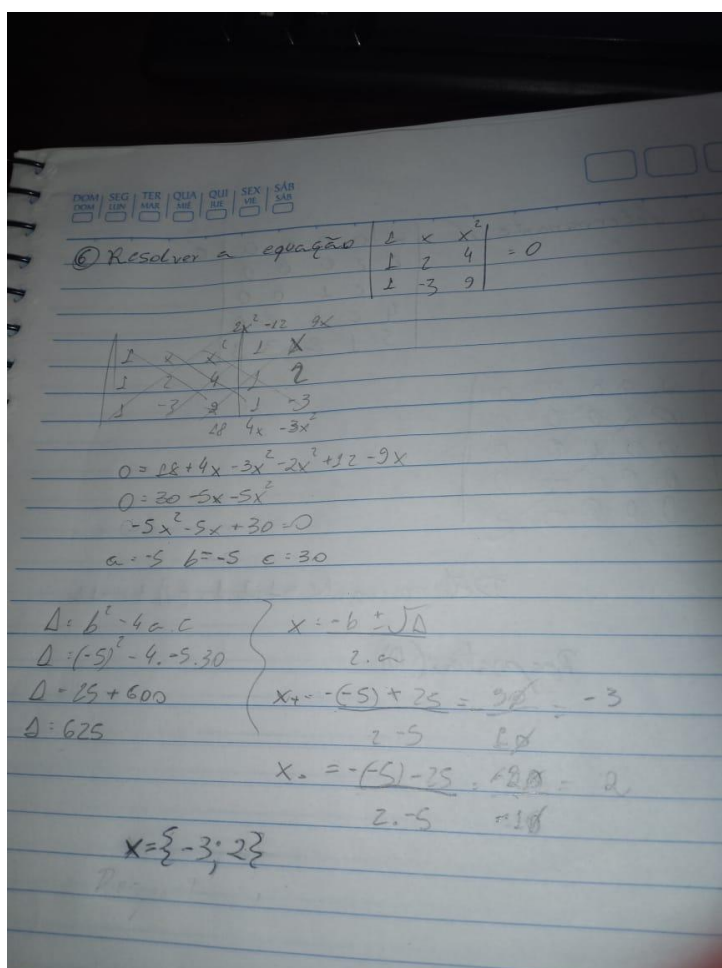 DOM SEG TER QUA QUI SEX SÁB
DOM LUN MAR MIÉ JUE VIE SÁB
⑥ Resolver a equação | 1 x x² |
| 1 2 4 | = 0
| 1 -3 9 |
2x² -12 9x
1 x x² | 1 x
1 2 4 | 1 2
1 -3 9 | 1 -3
18 4x -3x²
0 = 18 + 4x - 3x² - 2x² + 12 - 9x
0 = 30 - 5x - 5x²
-5x² - 5x + 30 = 0
a = -5 b = -5 c = 30
Δ = b² - 4a.c
Δ = (-5)² - 4.-5.30
Δ = 25 + 600
Δ = 625
x = -b ± √Δ
2.a
x+ = -(-5) + 25 = = -3
2 -5 10
x- = -(-5) - 25 = -20 = 2
2.-5 -10
x = {-3; 2}